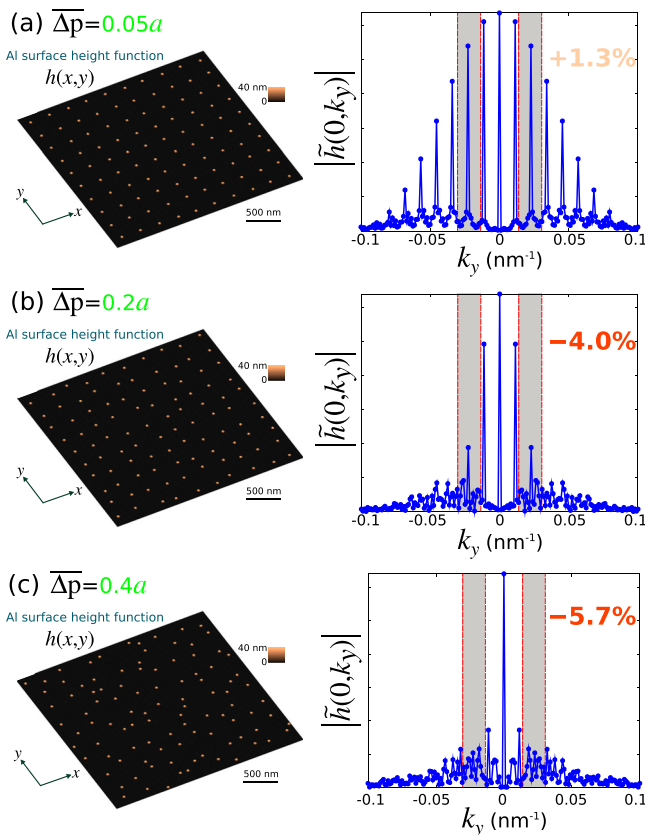 (a) Δp=0.05a
Al surface height function
h(x,y)
40 nm
0
y
x
500 nm
|h̃(0,ky)|
+1.3%
-0.1 -0.05 0 0.05 0.1
ky (nm-1)
(b) Δp=0.2a
Al surface height function
h(x,y)
40 nm
0
y
x
500 nm
|h̃(0,ky)|
−4.0%
-0.1 -0.05 0 0.05 0.1
ky (nm-1)
(c) Δp=0.4a
Al surface height function
h(x,y)
40 nm
0
y
x
500 nm
|h̃(0,ky)|
−5.7%
-0.1 -0.05 0 0.05 0.1
ky (nm-1)